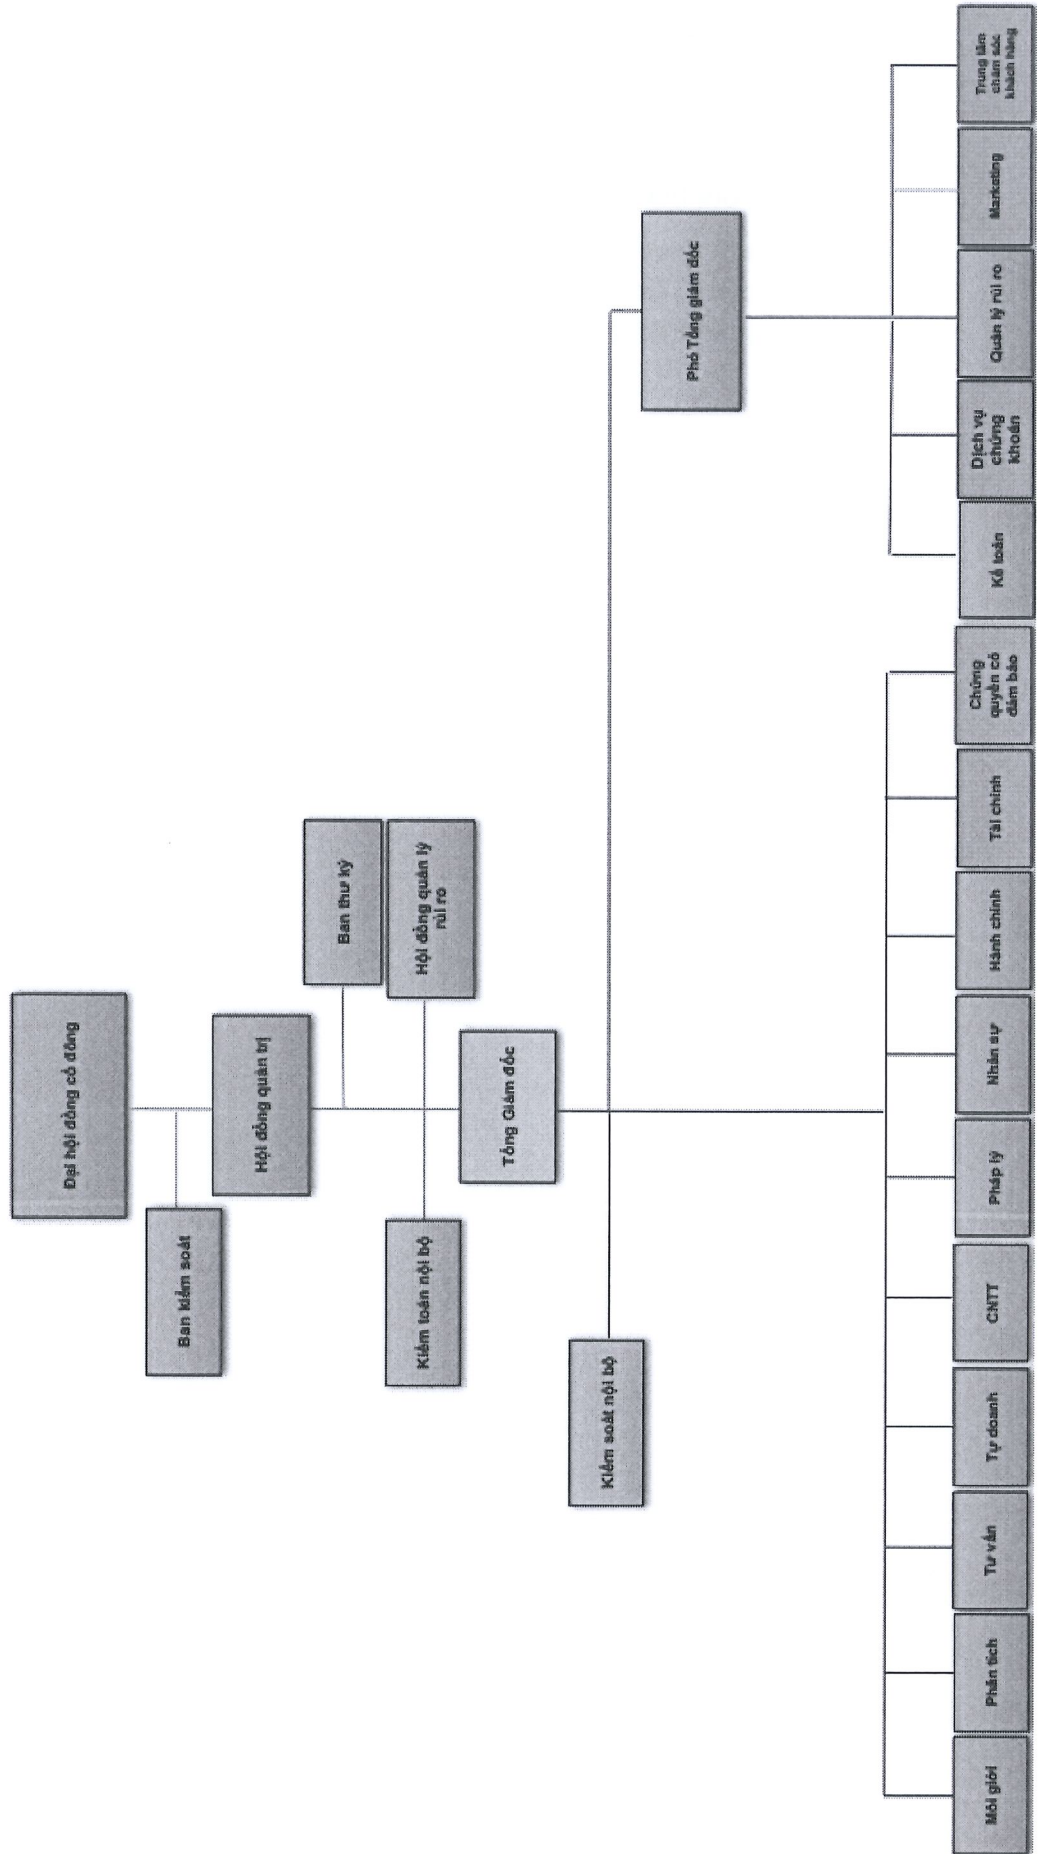 Đại hội đồng cổ đông
Ban kiểm soát
Hội đồng quản trị
Ban thư ký
Kiểm toán nội bộ
Hội đồng quản lý
rủi ro
Tổng Giám đốc
Kiểm soát nội bộ
Phó Tổng giám đốc
Môi giới
Phân tích
Tư vấn
Tự doanh
CNTT
Pháp lý
Nhân sự
Hành chính
Tài chính
Chứng
quyền có
đảm bảo
Kế toán
Dịch vụ
chứng
khoán
Quản lý rủi ro
Marketing
Trung tâm
chăm sóc
khách hàng